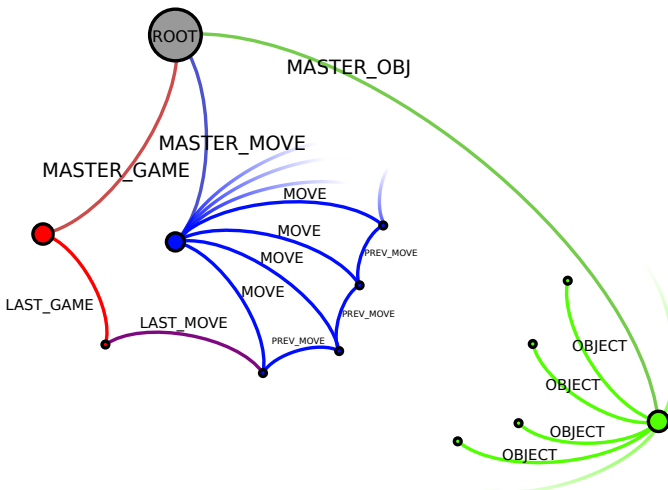 ROOT
MASTER_OBJ
MASTER_MOVE
MASTER_GAME
MOVE
MOVE
PREV_MOVE
MOVE
MOVE
LAST_GAME
PREV_MOVE
LAST_MOVE
PREV_MOVE
OBJECT
OBJECT
OBJECT
OBJECT